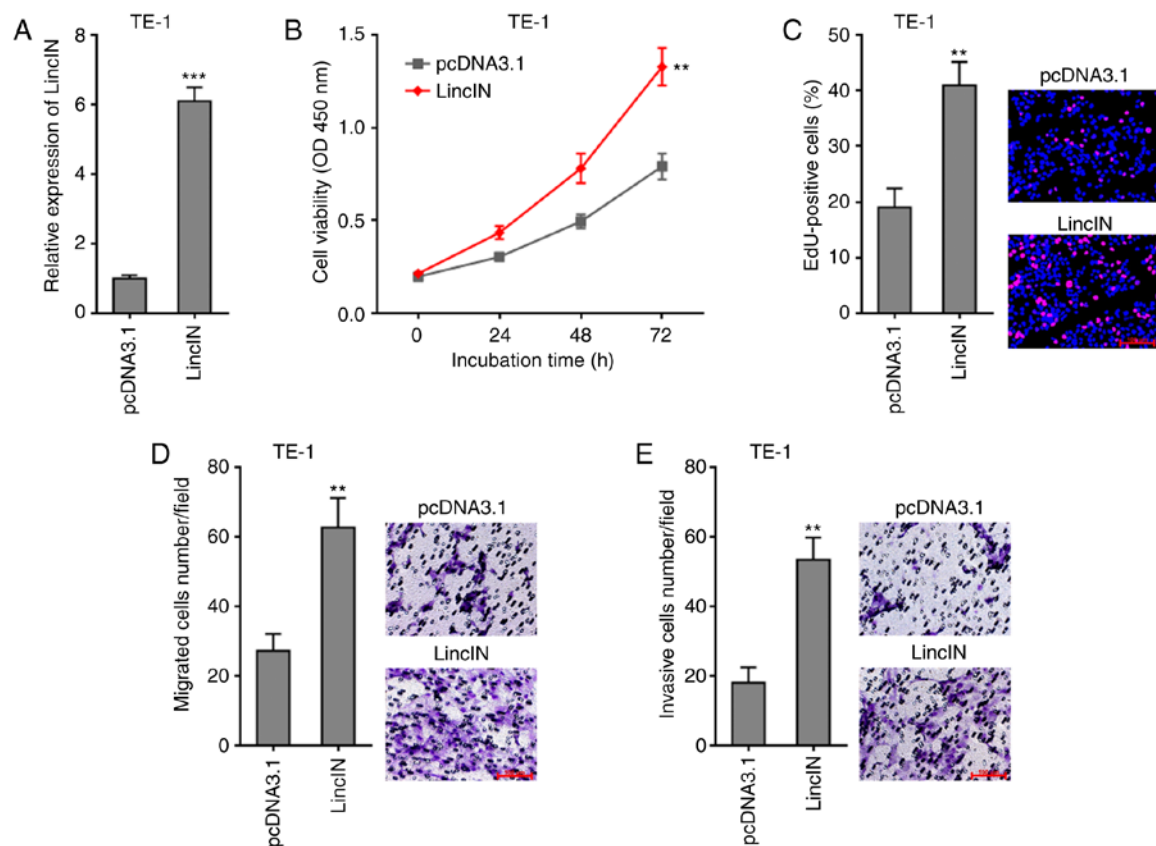 A
TE-1
Relative expression of LincIN
8
6
4
2
0
***
pcDNA3.1
LincIN
B
TE-1
pcDNA3.1
LincIN
Cell viability (OD 450 nm)
1.5
1.0
0.5
0.0
**
0 24 48 72
Incubation time (h)
C
TE-1
EdU-positive cells (%)
50
40
30
20
10
0
**
pcDNA3.1
LincIN
pcDNA3.1
LincIN
D
TE-1
Migrated cells number/field
80
60
40
20
0
**
pcDNA3.1
LincIN
pcDNA3.1
LincIN
E
TE-1
Invasive cells number/field
80
60
40
20
0
**
pcDNA3.1
LincIN
pcDNA3.1
LincIN